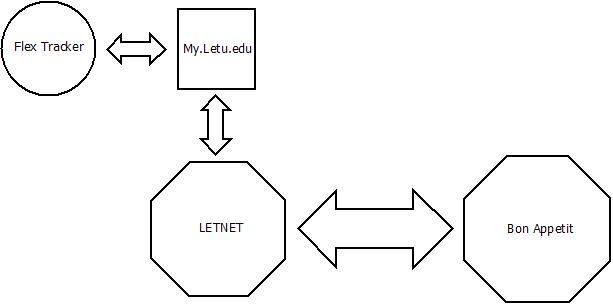 Flex Tracker
My.Letu.edu
LETNET
Bon Appetit